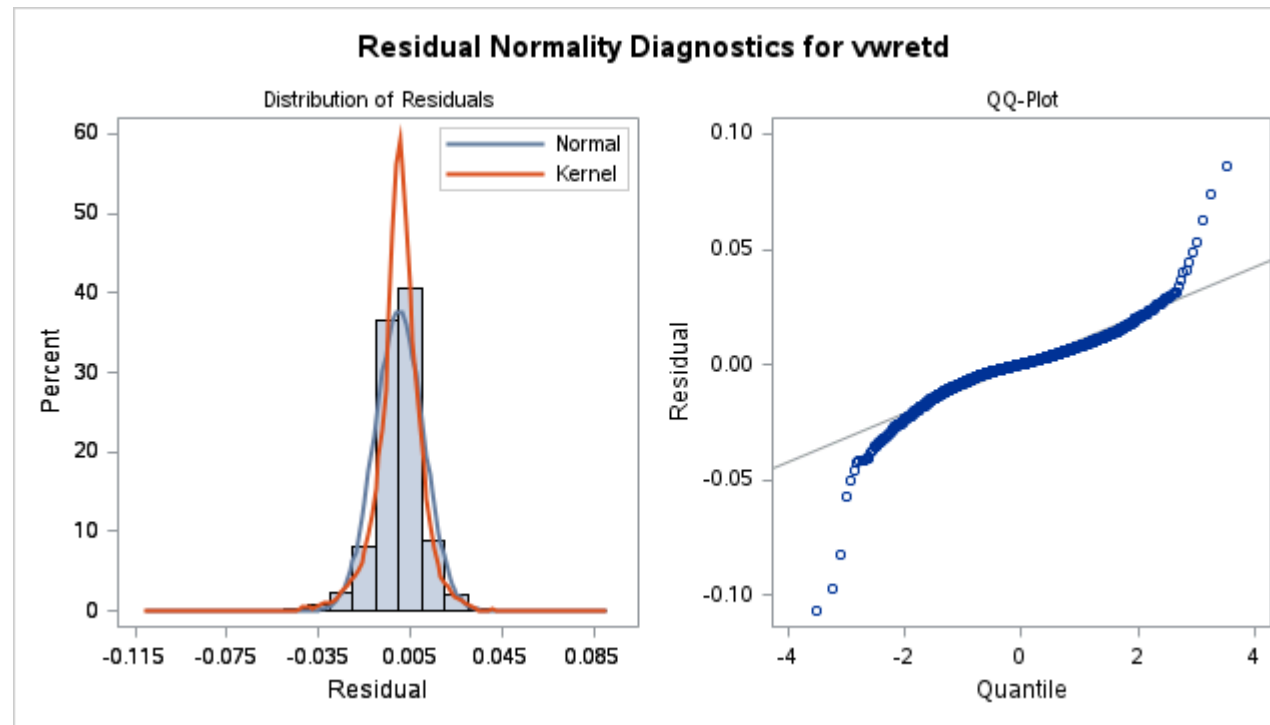 Residual Normality Diagnostics for vwretd
Distribution of Residuals
60
50
40
30
20
10
0
Percent
Normal
Kernel
-0.115 -0.075 -0.035 0.005 0.045 0.085
Residual
QQ-Plot
0.10
0.05
0.00
-0.05
-0.10
Residual
-4 -2 0 2 4
Quantile